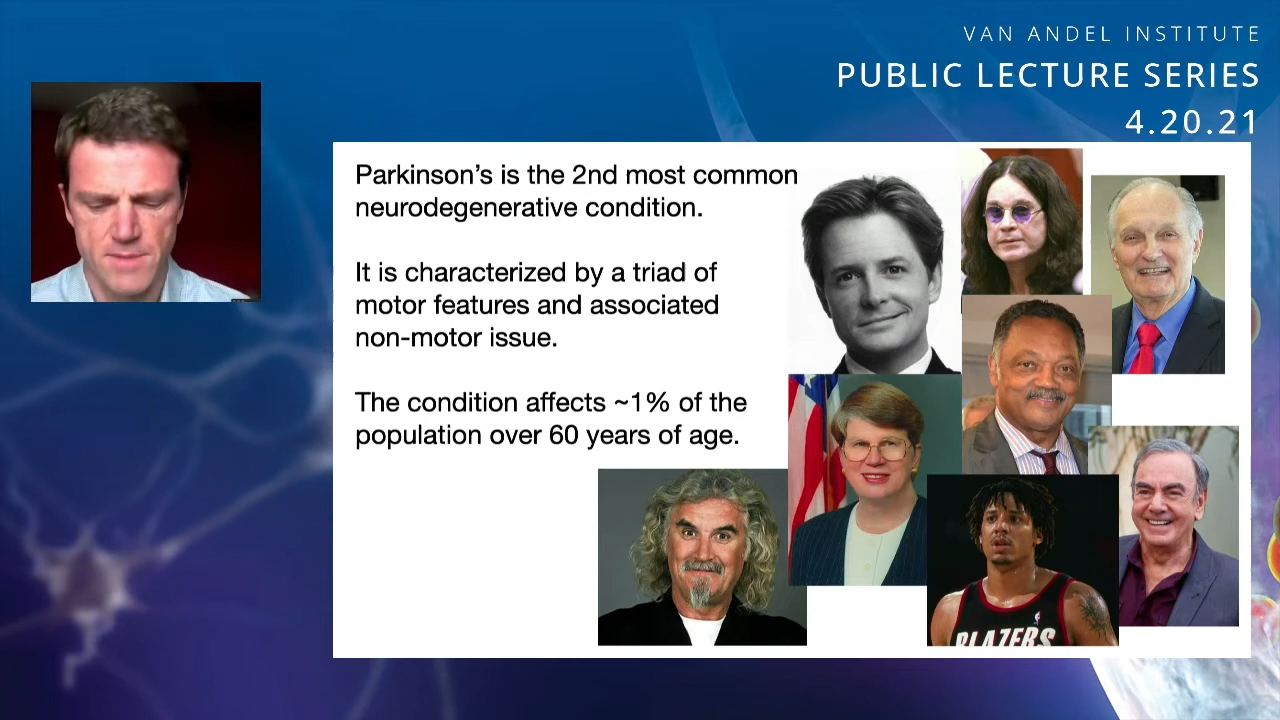 VAN ANDEL INSTITUTE
PUBLIC LECTURE SERIES
4.20.21
Parkinson's is the 2nd most common
neurodegenerative condition.
It is characterized by a triad of
motor features and associated
non-motor issue.
The condition affects ~1% of the
population over 60 years of age.
BLAZERS